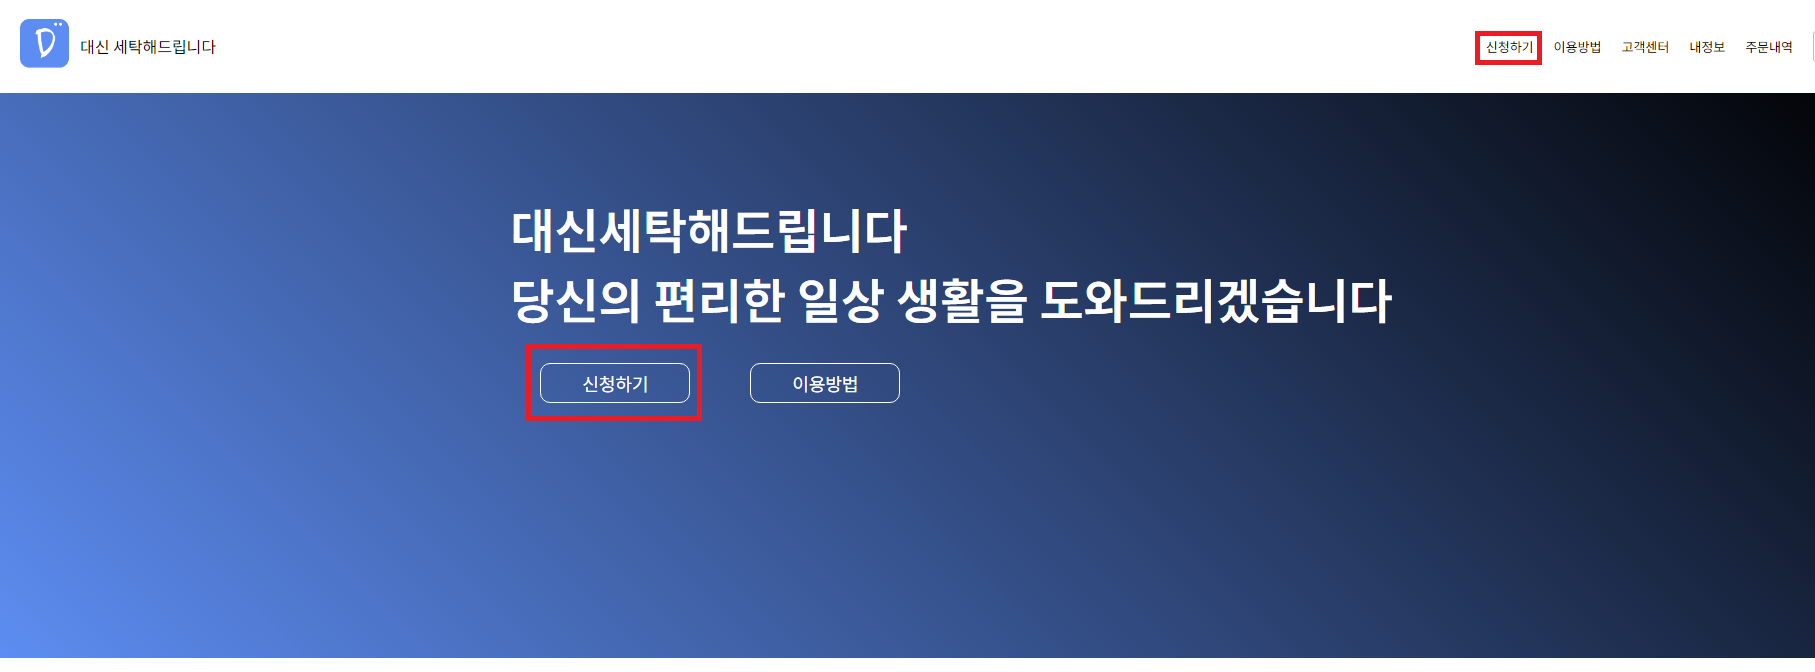 D
대신 세탁해드립니다
신청하기 이용방법 고객센터 내정보 주문내역
대신세탁해드립니다
당신의 편리한 일상 생활을 도와드리겠습니다
신청하기 이용방법